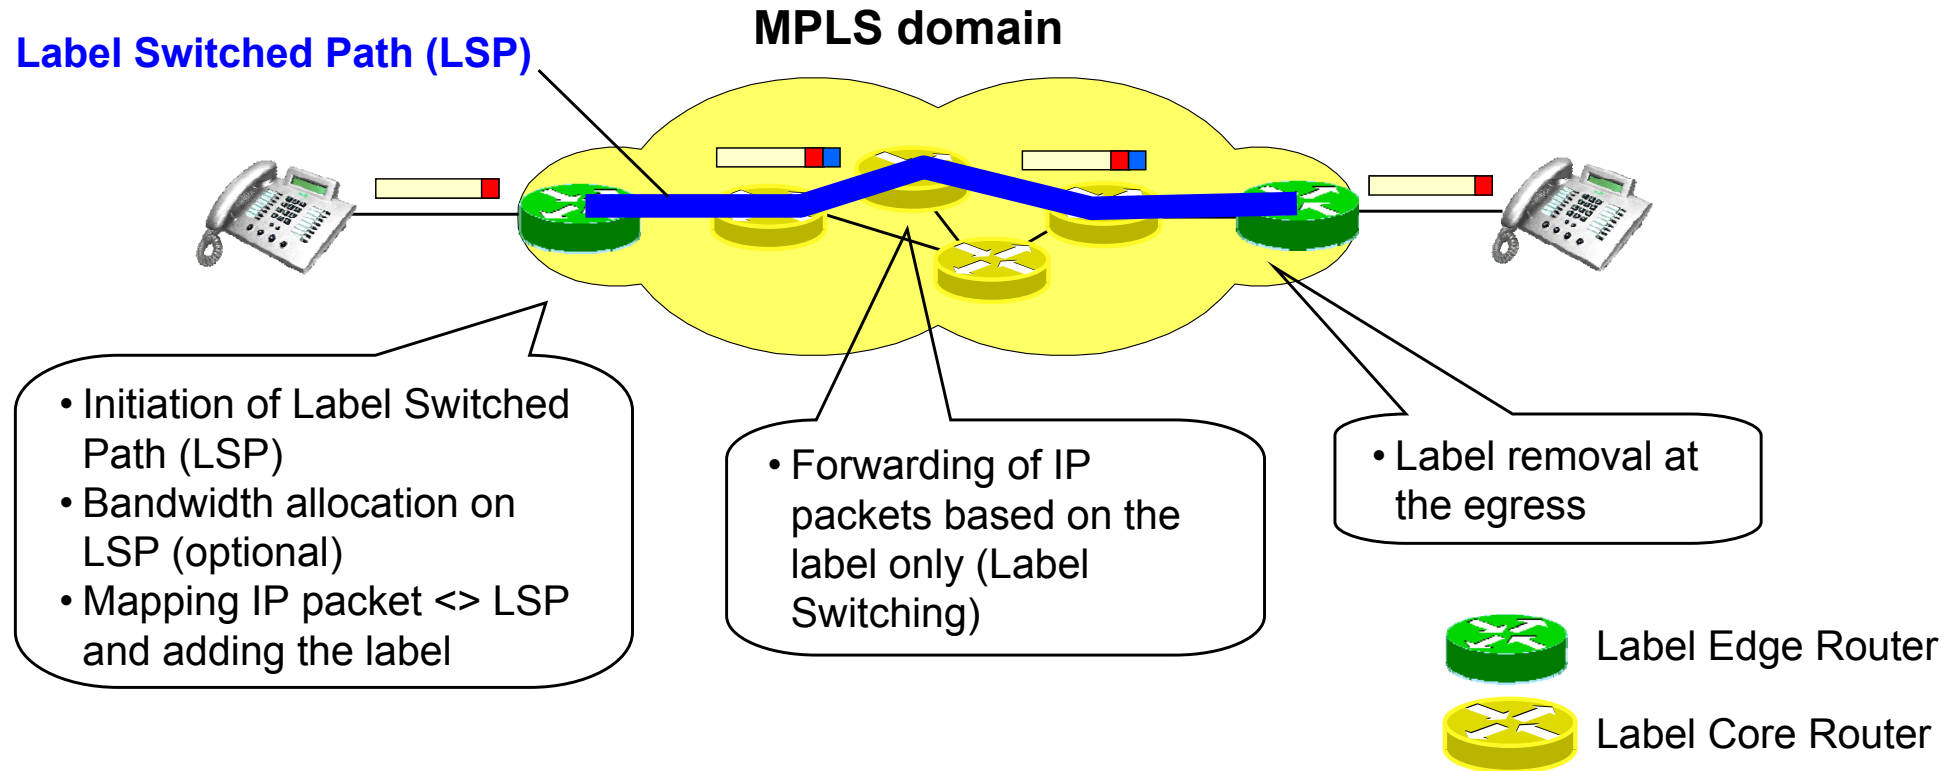 MPLS domain
Label Switched Path (LSP)
• Initiation of Label Switched
Path (LSP)
• Bandwidth allocation on
LSP (optional)
• Mapping IP packet <> LSP
and adding the label
• Forwarding of IP
packets based on the
label only (Label
Switching)
• Label removal at
the egress
Label Edge Router
Label Core Router